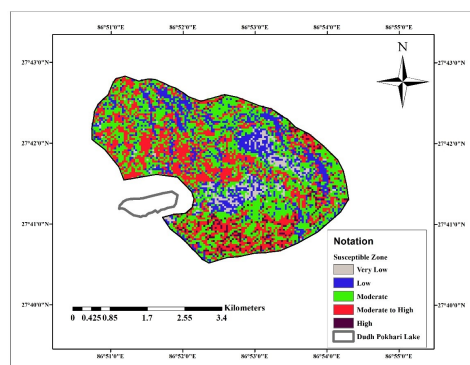 86°51'0"E 86°52'0"E 86°53'0"E 86°54'0"E 86°55'0"E
N
27°43'0"N 27°43'0"N
27°42'0"N 27°42'0"N
27°41'0"N 27°41'0"N
27°40'0"N 27°40'0"N
Notation
Susceptible Zone
Very Low
Low
Moderate
Moderate to High
High
Dudh Pokhari Lake
Kilometers
0 0.425 0.85 1.7 2.55 3.4
86°51'0"E 86°52'0"E 86°53'0"E 86°54'0"E 86°55'0"E